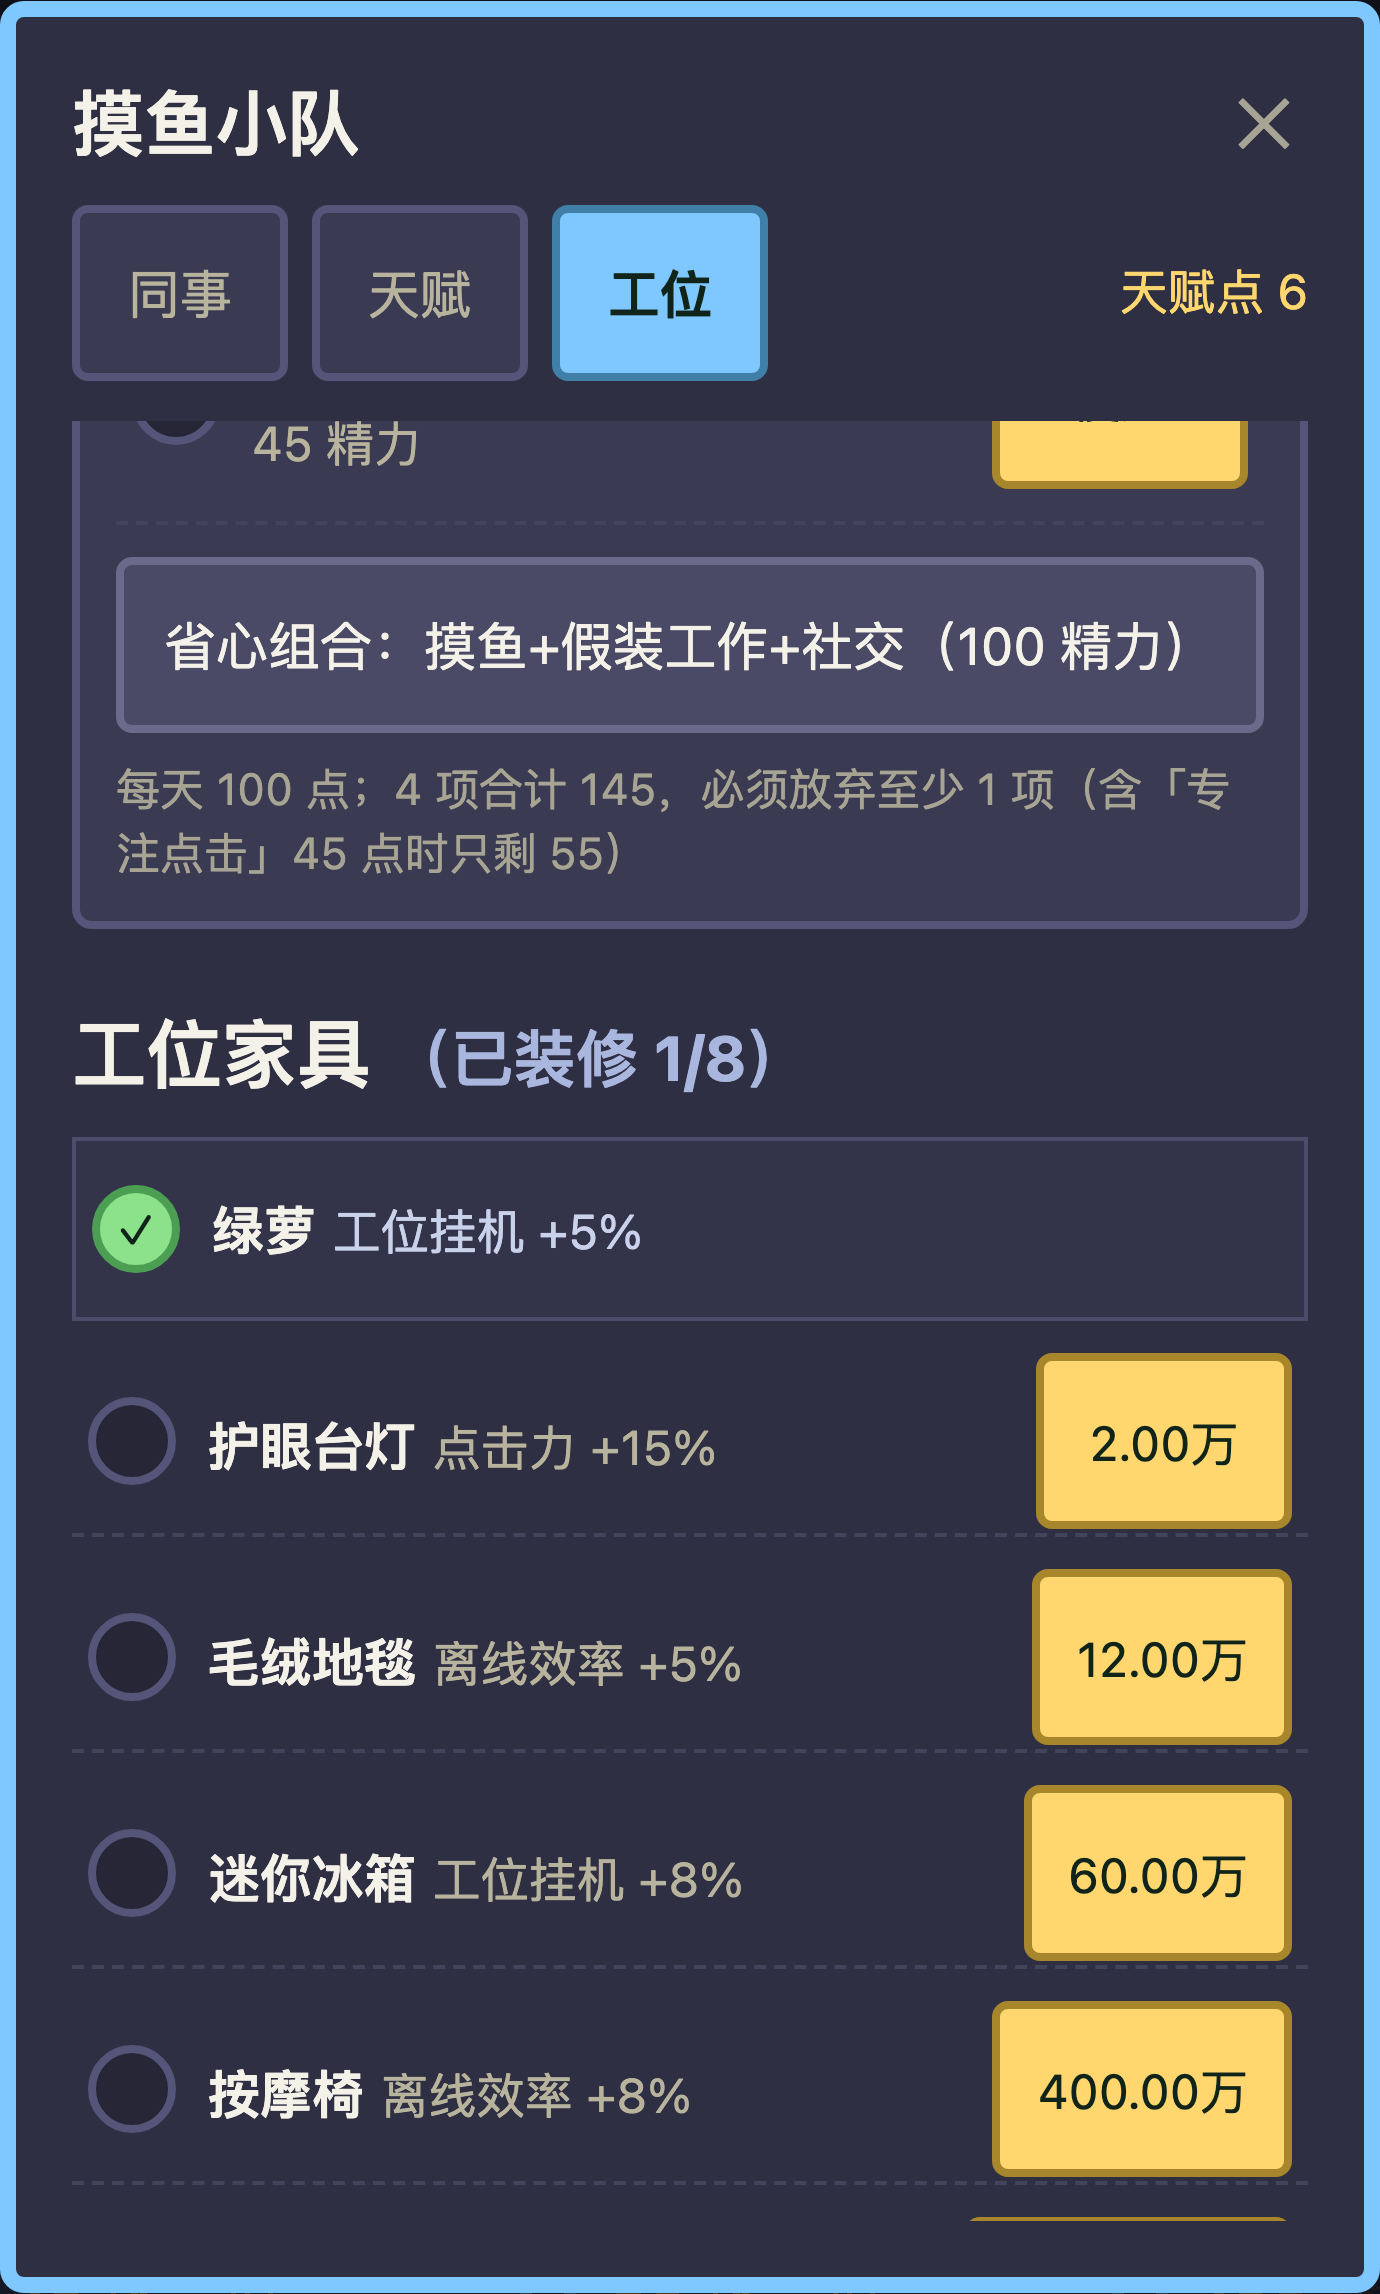 摸鱼小队
同事
天赋
工位
天赋点 6
45 精力
省心组合：摸鱼+假装工作+社交（100 精力）
每天 100 点；4 项合计 145，必须放弃至少 1 项（含「专
注点击」45 点时只剩 55）
工位家具 （已装修 1/8）
绿萝 工位挂机 +5%
护眼台灯 点击力 +15%
2.00万
毛绒地毯 离线效率 +5%
12.00万
迷你冰箱 工位挂机 +8%
60.00万
按摩椅 离线效率 +8%
400.00万